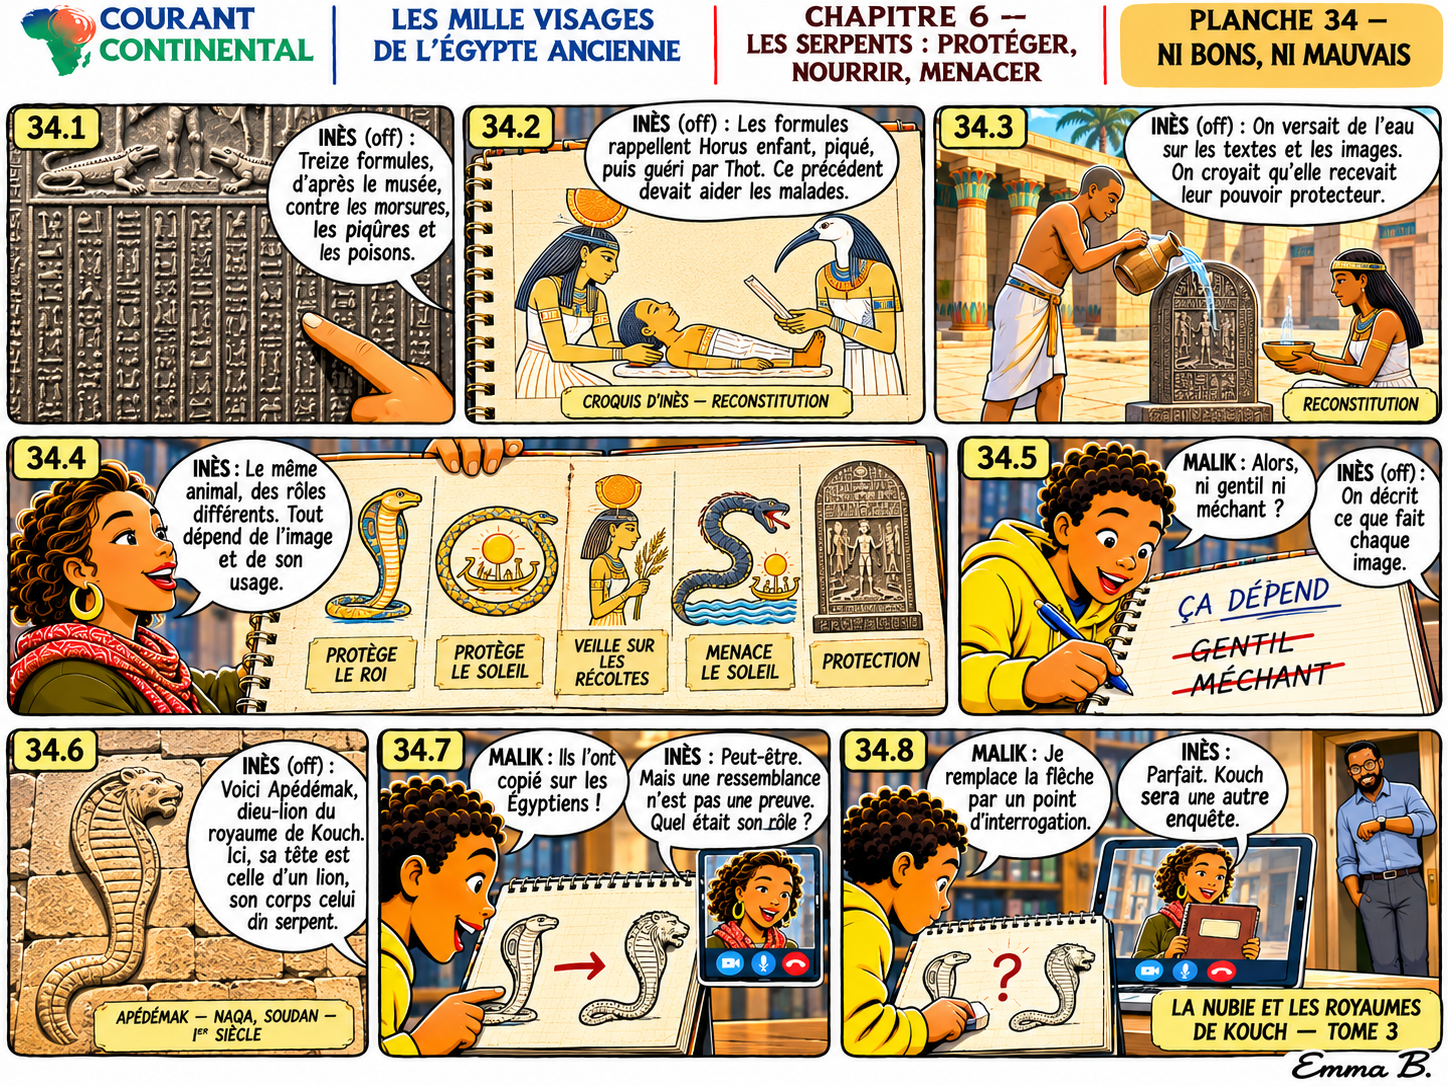 COURANT
CONTINENTAL
LES MILLE VISAGES
DE L'ÉGYPTE ANCIENNE
CHAPITRE 6 --
LES SERPENTS : PROTÉGER,
NOURRIR, MENACER
PLANCHE 34 –
NI BONS, NI MAUVAIS
34.1
INÈS (off) :
Treize formules,
d'après le musée,
contre les morsures,
les piqûres et
les poisons.
34.2
INÈS (off) : Les formules
rappellent Horus enfant, piqué,
puis guéri par Thot. Ce précédent
devait aider les malades.
CROQUIS D'INÈS – RECONSTITUTION
34.3
INÈS (off) : On versait de l'eau
sur les textes et les images.
On croyait qu'elle recevait
leur pouvoir protecteur.
RECONSTITUTION
34.4
INÈS : Le même
animal, des rôles
différents. Tout
dépend de l'image
et de son
usage.
PROTÈGE
LE ROI
PROTÈGE
LE SOLEIL
VEILLE SUR
LES
RÉCOLTES
MENACE
LE SOLEIL
PROTECTION
34.5
MALIK : Alors,
ni gentil ni
méchant ?
INÈS (off) :
On décrit
ce que fait
chaque
image.
ÇA DÉPEND
GENTIL
MÉCHANT
34.6
INÈS (off) :
Voici Apédémak,
dieu-lion du
royaume de Kouch.
Ici, sa tête est
celle d'un lion,
son corps celui
dn serpent.
APÉDÉMAK – NAQA, SOUDAN –
Iᴱᴿ SIÈCLE
34.7
MALIK : Ils l'ont
copié sur les
Égyptiens !
INÈS : Peut-être.
Mais une ressemblance
n'est pas une preuve.
Quel était son rôle ?
34.8
MALIK : Je
remplace la flèche
par un point
d'interrogation.
INÈS :
Parfait. Kouch
sera une autre
enquête.
?
LA NUBIE ET LES ROYAUMES
DE KOUCH — TOME 3
Emma B.